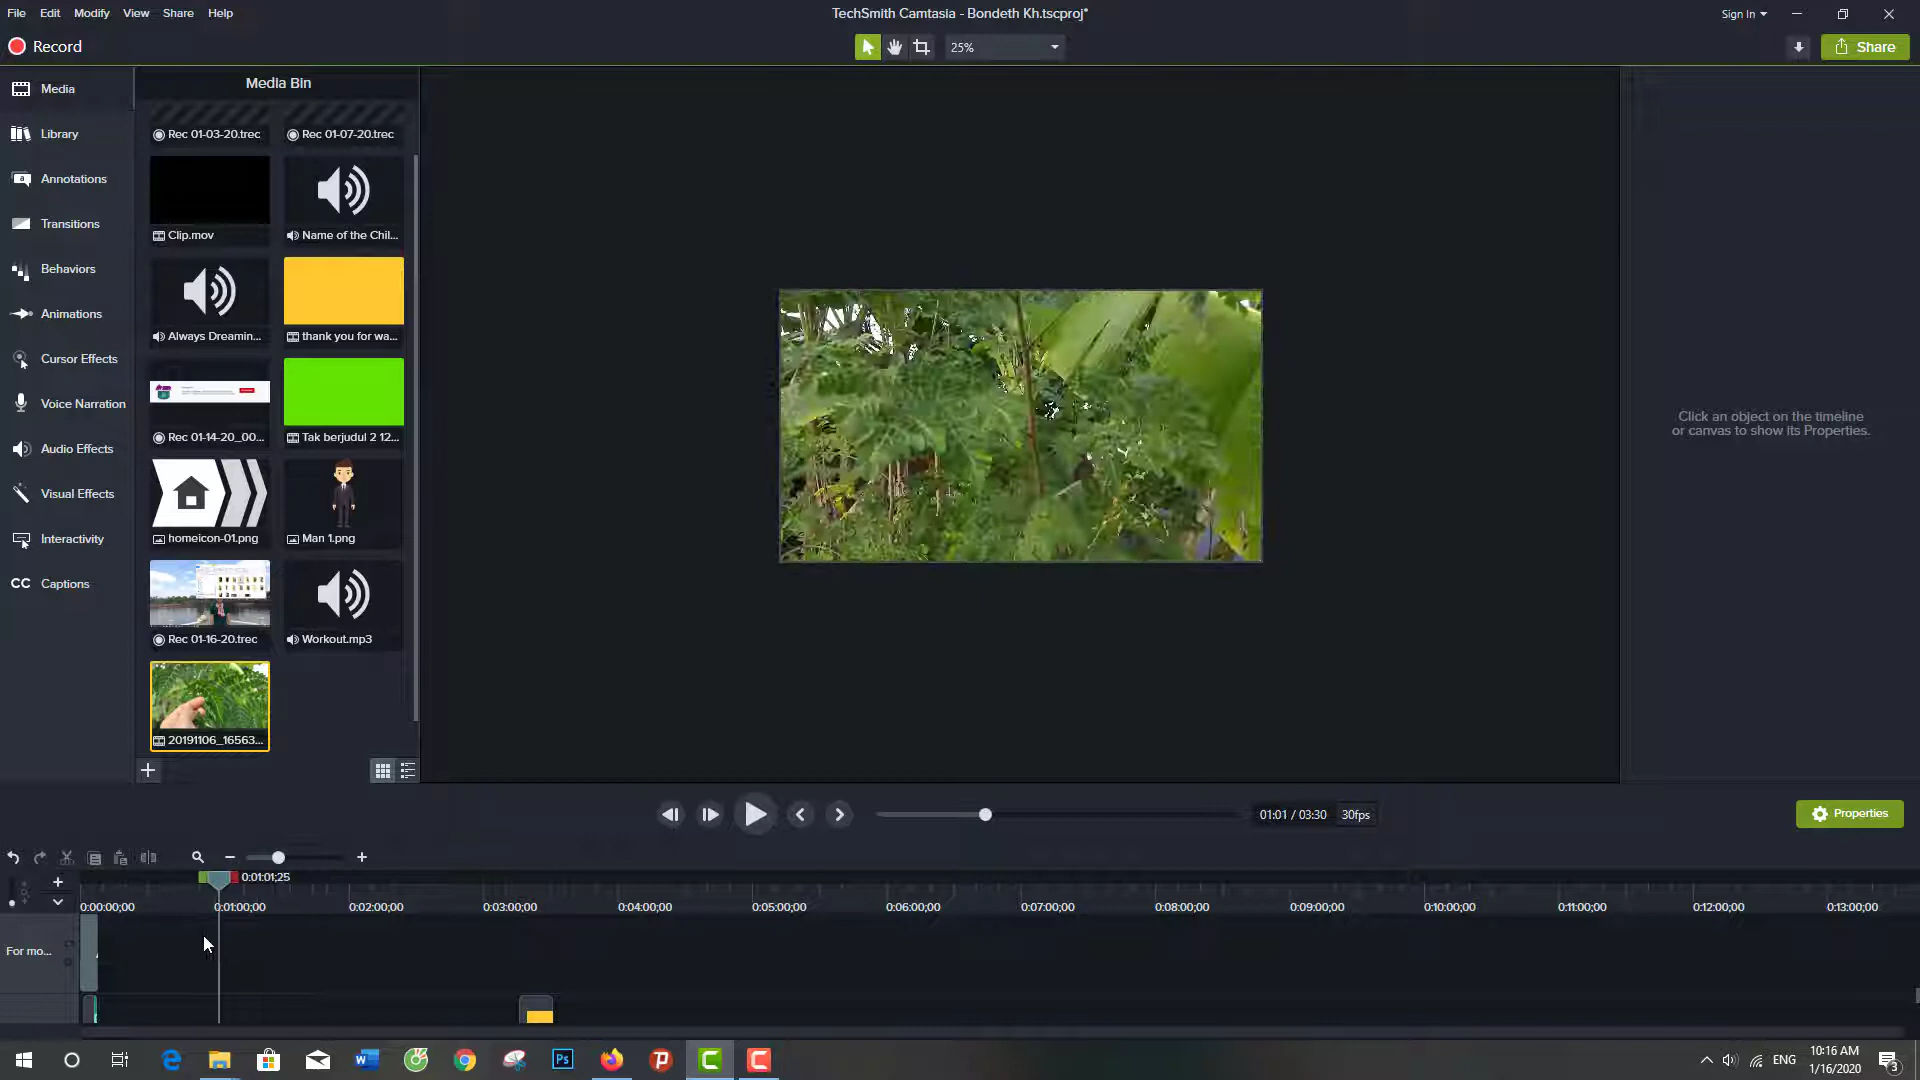 File Edit Modify View Share Help
TechSmith Camtasia - Bondeth Kh.tscproj*
Sign In
Record
25%
Share
Media
Library
Annotations
Transitions
Behaviors
Animations
Cursor Effects
Voice Narration
Audio Effects
Visual Effects
Interactivity
CC Captions
Media Bin
Rec 01-03-20.trec
Rec 01-07-20.trec
Clip.mov
Name of the Chil...
Always Dreamin...
thank you for wa...
Rec 01-14-20_00...
Tak berjudul 2 12...
homeicon-01.png
Man 1.png
Rec 01-16-20.trec
Workout.mp3
20191106_16563...
Click an object on the timeline
or canvas to show its Properties.
01:01 / 03:30 30fps
Properties
0:01:01;25
0:00:00;00 0:01:00;00 0:02:00;00 0:03:00;00 0:04:00;00 0:05:00;00 0:06:00;00 0:07:00;00 0:08:00;00 0:09:00;00 0:10:00;00 0:11:00;00 0:12:00;00 0:13:00;00
For mo...
ENG
10:16 AM
1/16/2020
3